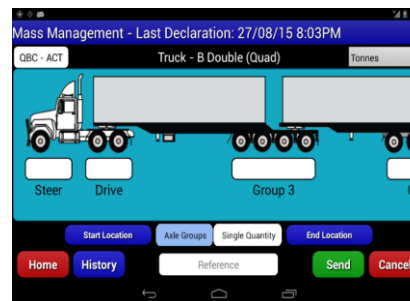 Mass Management - Last Declaration: 27/08/15 8:03PM
QBC - ACT
Truck - B Double (Quad)
Tonnes
Steer
Drive
Group 3
Start Location
Axle Groups
Single Quantity
End Location
Home
History
Reference
Send
Cancel